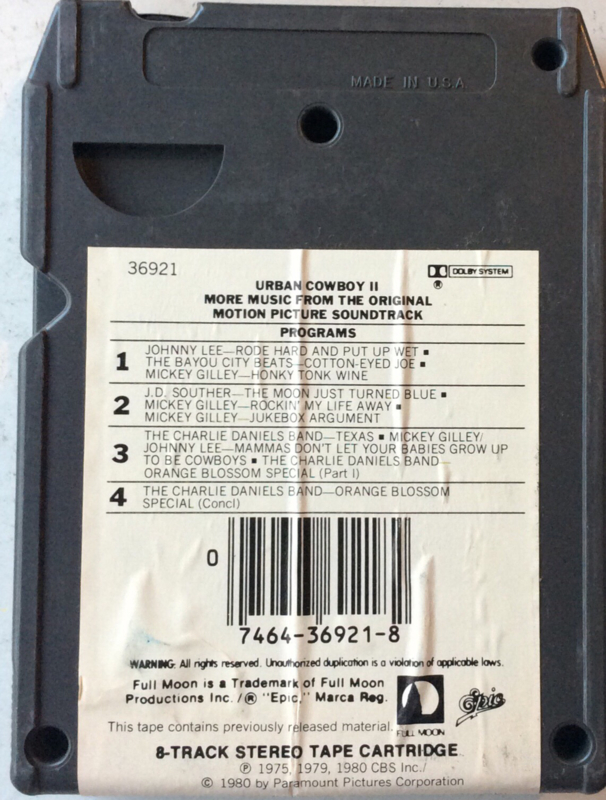 MADE IN U.S.A.
36921
DOLBY SYSTEM
®
URBAN COWBOY II
MORE MUSIC FROM THE ORIGINAL
MOTION PICTURE SOUNDTRACK
PROGRAMS
1 JOHNNY LEE—RODE HARD AND PUT UP WET ▪
THE BAYOU CITY BEATS—COTTON-EYED JOE ▪
MICKEY GILLEY—HONKY TONK WINE
2 J.D. SOUTHER—THE MOON JUST TURNED BLUE ▪
MICKEY GILLEY—ROCKIN' MY LIFE AWAY ▪
MICKEY GILLEY—JUKEBOX ARGUMENT
3 THE CHARLIE DANIELS BAND—TEXAS ▪ MICKEY GILLEY/
JOHNNY LEE—MAMMAS DON'T LET YOUR BABIES GROW UP
TO BE COWBOYS ▪ THE CHARLIE DANIELS BAND—
ORANGE BLOSSOM SPECIAL (Part I)
4 THE CHARLIE DANIELS BAND—ORANGE BLOSSOM
SPECIAL (Concl)
0
7464-36921-8
WARNING: All rights reserved. Unauthorized duplication is a violation of applicable laws.
Full Moon is a Trademark of Full Moon
Productions Inc./® "Epic," Marca Reg.
FULL MOON
Epic
This tape contains previously released material.
8-TRACK STEREO TAPE CARTRIDGE
℗ 1975, 1979, 1980 CBS Inc./
© 1980 by Paramount Pictures Corporation